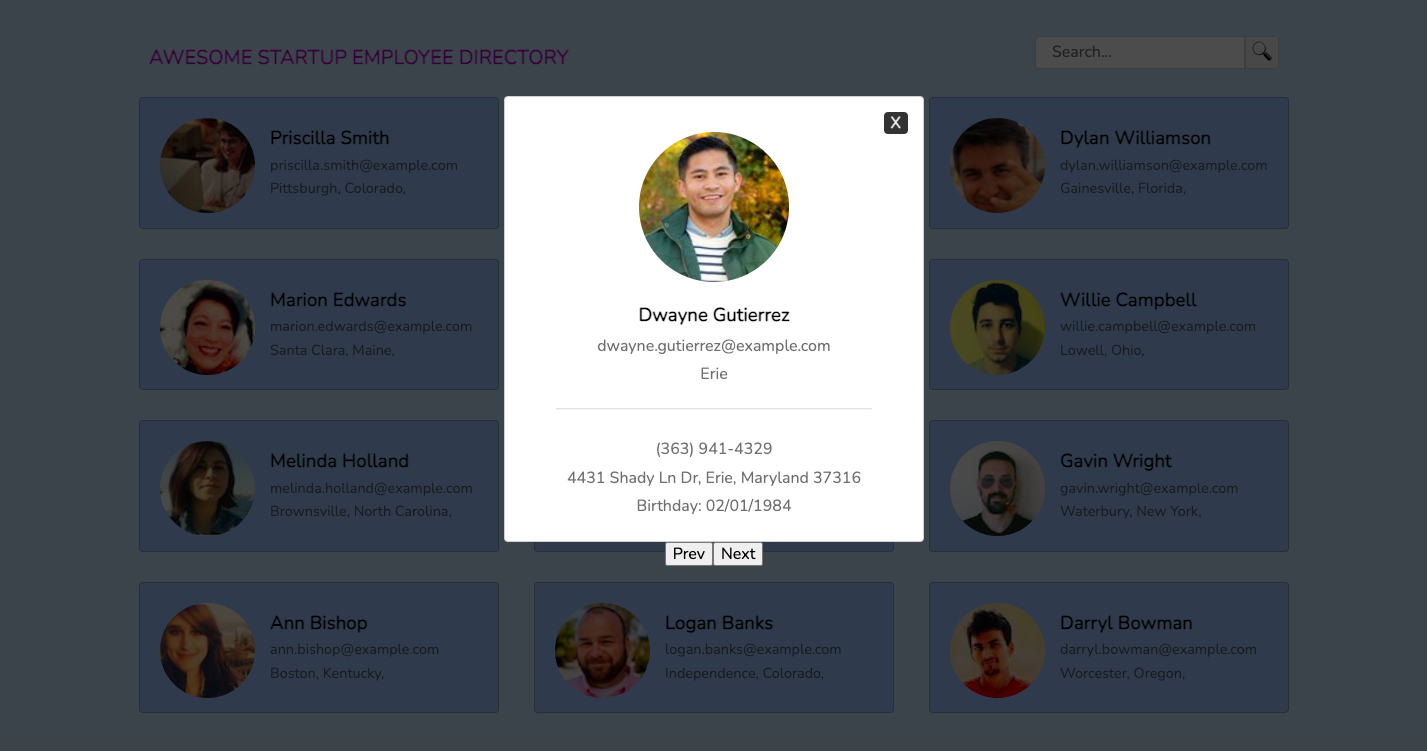 AWESOME STARTUP EMPLOYEE DIRECTORY
Search...
Priscilla Smith
priscilla.smith@example.com
Pittsburgh, Colorado,
X
Dwayne Gutierrez
dwayne.gutierrez@example.com
Erie
(363) 941-4329
4431 Shady Ln Dr, Erie, Maryland 37316
Birthday: 02/01/1984
Prev Next
Dylan Williamson
dylan.williamson@example.com
Gainesville, Florida,
Marion Edwards
marion.edwards@example.com
Santa Clara, Maine,
Willie Campbell
willie.campbell@example.com
Lowell, Ohio,
Melinda Holland
melinda.holland@example.com
Brownsville, North Carolina,
Gavin Wright
gavin.wright@example.com
Waterbury, New York,
Ann Bishop
ann.bishop@example.com
Boston, Kentucky,
Logan Banks
logan.banks@example.com
Independence, Colorado,
Darryl Bowman
darryl.bowman@example.com
Worcester, Oregon,